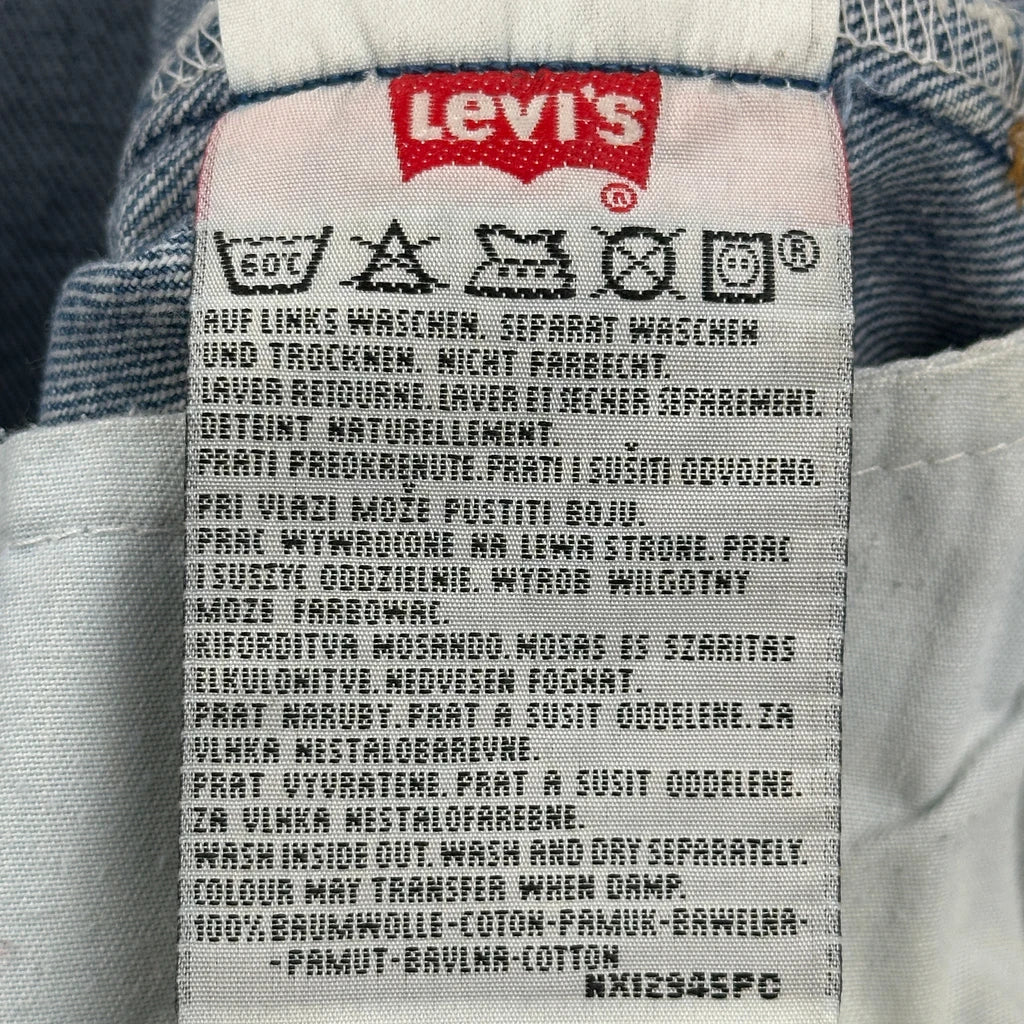 Levi's
®
60°C
®
AUF LINKS WASCHEN. SEPARAT WASCHEN
UND TROCKNEN. NICHT FARBECHT.
LAVER RETOURNE. LAVER ET SECHER SEPAREMENT.
DETEINT NATURELLEMENT.
PRATI PREOKRENUTE. PRATI I SUŠITI ODVOJENO.
PRI VLAZI MOŽE PUSTITI BOJU.
PRAC WYWROCONE NA LEWA STRONE. PRAC
I SUSZYC ODDZIELNIE. WYROB WILGOTNY
MOZE FARBOWAC.
KIFORDITVA MOSANDO. MOSAS ES SZARITAS
ELKULONITVE. NEDVESEN FOGHAT.
PRAT NARUBY. PRAT A SUSIT ODDELENE. ZA
VLHKA NESTALOBAREVNE.
PRAT VYVRATENE. PRAT A SUSIT ODDELENE.
ZA VLHKA NESTALOFAREBNE.
WASH INSIDE OUT. WASH AND DRY SEPARATELY.
COLOUR MAY TRANSFER WHEN DAMP.
100% BAUMWOLLE-COTON-PAMUK-BAWELNA-
-PAMUT-BAVLNA-COTTON
NX12945PC